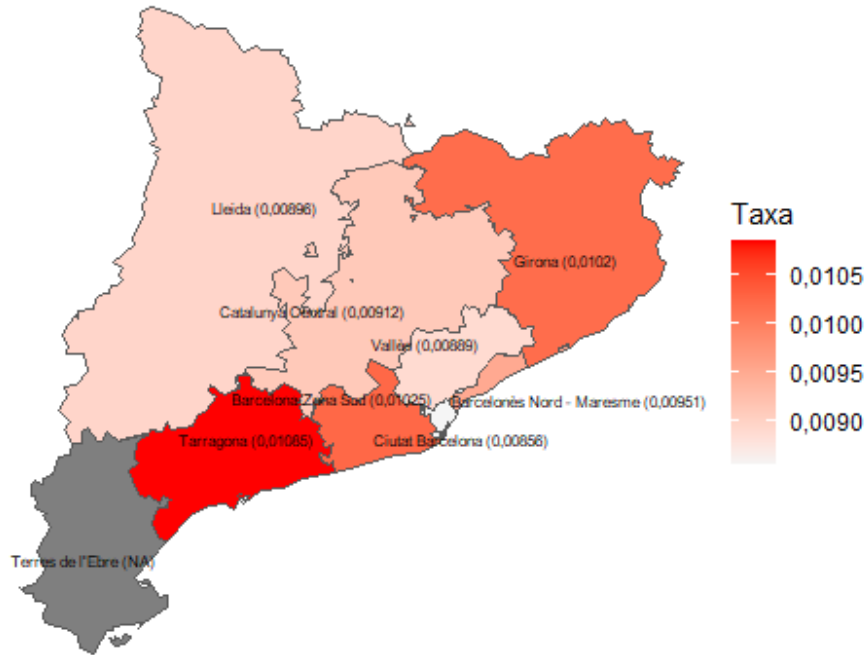 Lleida (0,00896)
Girona (0,0102)
Catalunya Central (0,00912)
Vallès (0,00889)
Barcelona Zona Sud (0,01025)
Barcelonès Nord - Maresme (0,00951)
Tarragona (0,01085)
Ciutat Barcelona (0,00856)
Terres de l"Ebre (NA)
Taxa
0,0105
0,0100
0,0095
0,0090